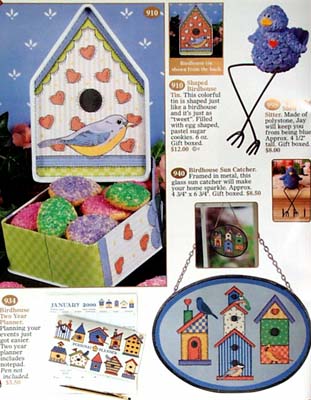 910
Birdhouse tin
shown from the back.
910 Shaped
Birdhouse
Tin. This colorful
tin is shaped just
like a birdhouse
and it's just as
"tweet". Filled
with egg shaped,
pastel sugar
cookies. 6 oz.
Gift boxed.
$12.00
Sitter. Made of
polystone, Jay
will keep you
from being blue.
Approx. 4 1/2"
tall. Gift boxed.
$8.00
940 Birdhouse Sun Catcher.
Framed in metal, this
glass sun catcher will make
your home sparkle. Approx.
4 3/4" x 6 3/4". Gift boxed. $8.50
934
Birdhouse
Two Year
Planner.
Planning your
events just
got easier.
Two year
planner
includes
notepad.
Pen not
included.
$3.50
JANUARY 2000
PERSONAL PLANNER